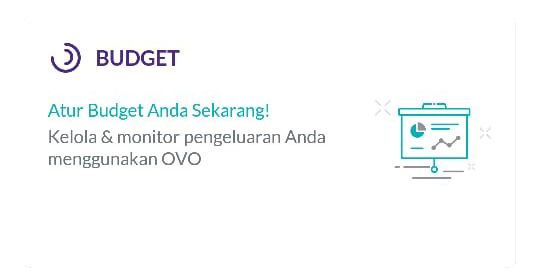 BUDGET
Atur Budget Anda Sekarang!
Kelola & monitor pengeluaran Anda
menggunakan OVO